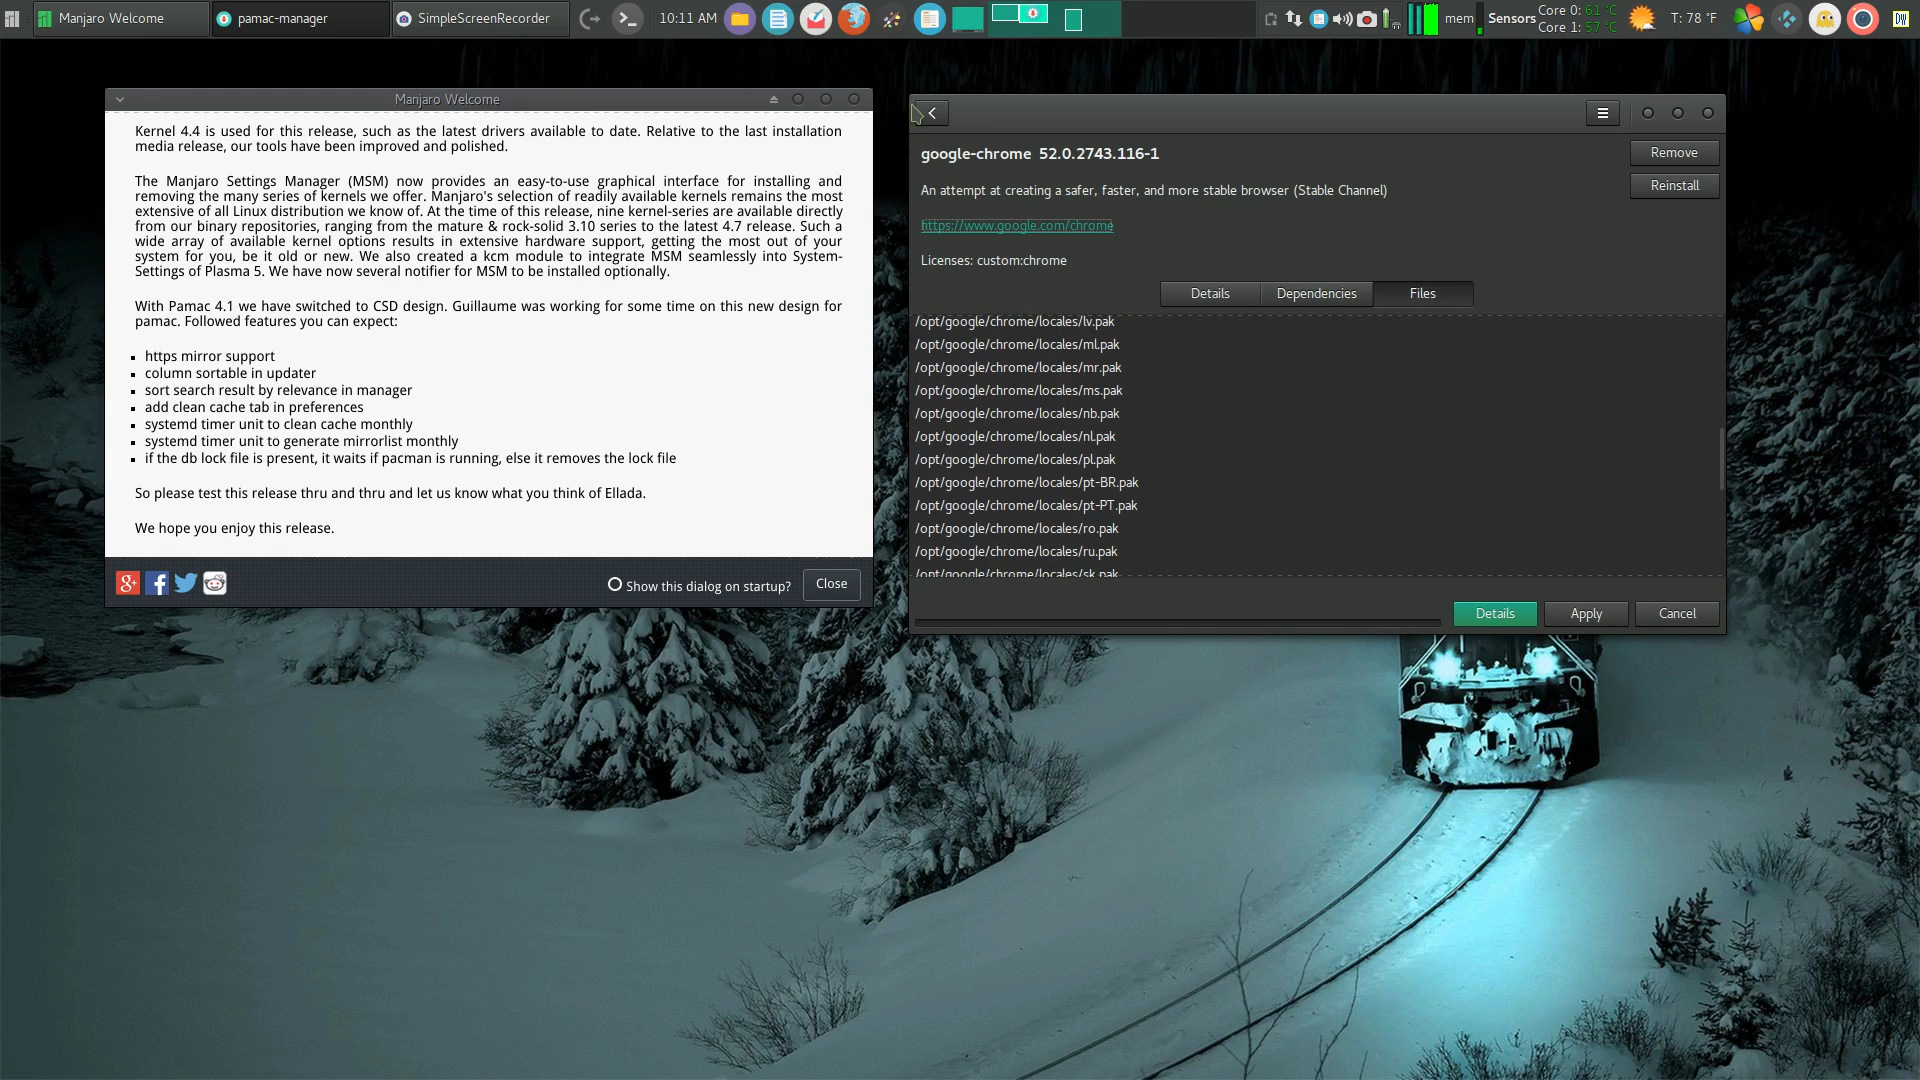 Manjaro Welcome
pamac-manager
SimpleScreenRecorder
10:11 AM
mem
Sensors
Core 0: 61 °C
Core 1: 57 °C
T: 78 °F
DW
Manjaro Welcome
Kernel 4.4 is used for this release, such as the latest drivers available to date. Relative to the last installation
media release, our tools have been improved and polished.
The Manjaro Settings Manager (MSM) now provides an easy-to-use graphical interface for installing and
removing the many series of kernels we offer. Manjaro's selection of readily available kernels remains the most
extensive of all Linux distribution we know of. At the time of this release, nine kernel-series are available directly
from our binary repositories, ranging from the mature & rock-solid 3.10 series to the latest 4.7 release. Such a
wide array of available kernel options results in extensive hardware support, getting the most out of your
system for you, be it old or new. We also created a kcm module to integrate MSM seamlessly into System-
Settings of Plasma 5. We have now several notifier for MSM to be installed optionally.
With Pamac 4.1 we have switched to CSD design. Guillaume was working for some time on this new design for
pamac. Followed features you can expect:
https mirror support
column sortable in updater
sort search result by relevance in manager
add clean cache tab in preferences
systemd timer unit to clean cache monthly
systemd timer unit to generate mirrorlist monthly
if the db lock file is present, it waits if pacman is running, else it removes the lock file
So please test this release thru and thru and let us know what you think of Ellada.
We hope you enjoy this release.
g+
f
Show this dialog on startup?
Close
google-chrome 52.0.2743.116-1
Remove
An attempt at creating a safer, faster, and more stable browser (Stable Channel)
Reinstall
https://www.google.com/chrome
Licenses: custom:chrome
Details
Dependencies
Files
/opt/google/chrome/locales/lv.pak
/opt/google/chrome/locales/ml.pak
/opt/google/chrome/locales/mr.pak
/opt/google/chrome/locales/ms.pak
/opt/google/chrome/locales/nb.pak
/opt/google/chrome/locales/nl.pak
/opt/google/chrome/locales/pl.pak
/opt/google/chrome/locales/pt-BR.pak
/opt/google/chrome/locales/pt-PT.pak
/opt/google/chrome/locales/ro.pak
/opt/google/chrome/locales/ru.pak
/opt/google/chrome/locales/sk.pak
Details
Apply
Cancel